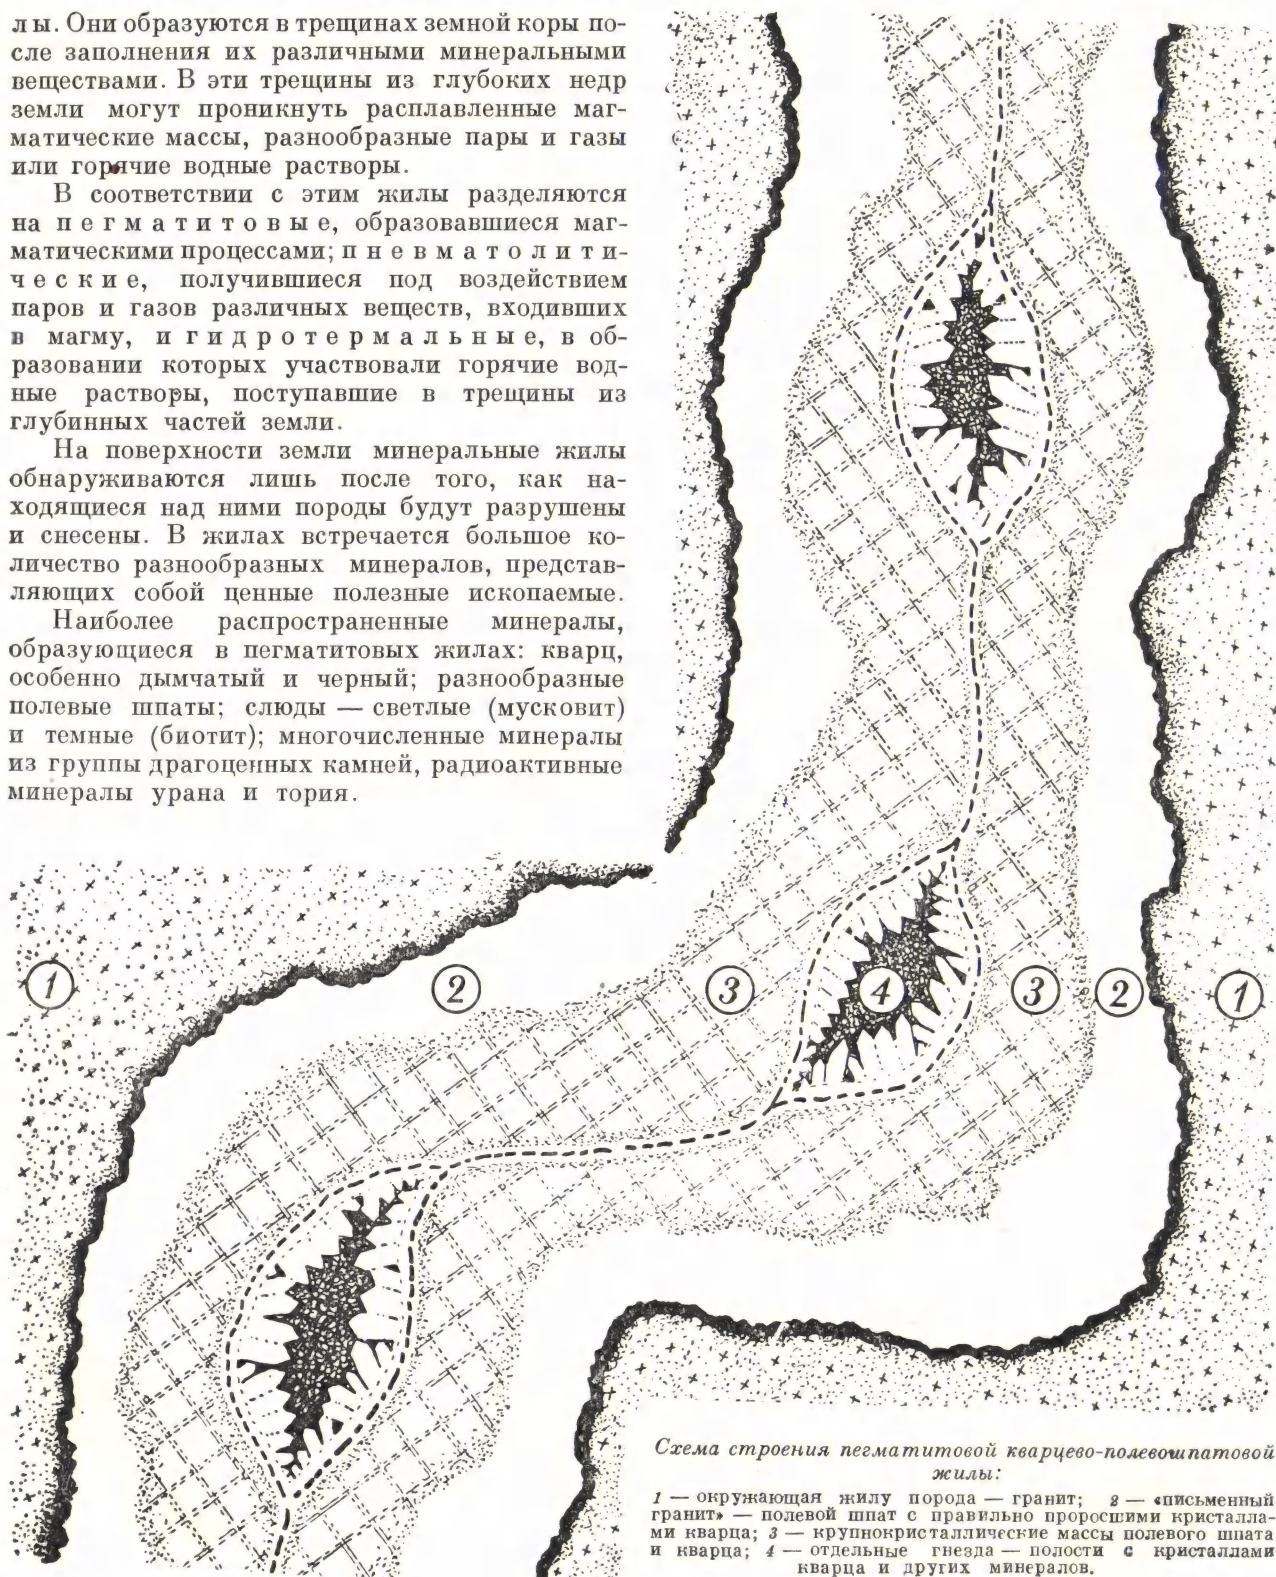 лы. Они образуются в трещинах земной коры по-
сле заполнения их различными минеральными
веществами. В эти трещины из глубоких недр
земли могут проникнуть расплавленные маг-
матические массы, разнообразные пары и газы
или горячие водные растворы.
В соответствии с этим жилы разделяются
на пегматитовые, образовавшиеся маг-
матическими процессами; пневматолити-
ческие, получившиеся под воздействием
паров и газов различных веществ, входивших
в магму, и гидротермальные, в об-
разовании которых участвовали горячие вод-
ные растворы, поступавшие в трещины из
глубинных частей земли.
На поверхности земли минеральные жилы
обнаруживаются лишь после того, как на-
ходящиеся над ними породы будут разрушены
и снесены. В жилах встречается большое ко-
личество разнообразных минералов, представ-
ляющих собой ценные полезные ископаемые.
Наиболее распространенные минералы,
образующиеся в пегматитовых жилах: кварц,
особенно дымчатый и черный; разнообразные
полевые шпаты; слюды — светлые (мусковит)
и темные (биотит); многочисленные минералы
из группы драгоценных камней, радиоактивные
минералы урана и тория.
1 2 3 4 3 2 1
Схема строения пегматитовой кварцево-полевошпатовой
жилы:
1 — окружающая жилу порода — гранит; 2 — «письменный
гранит» — полевой шпат с правильно проросшими кристалла-
ми кварца; 3 — крупнокристаллические массы полевого шпата
и кварца; 4 — отдельные гнезда — полости с кристаллами
кварца и других минералов.